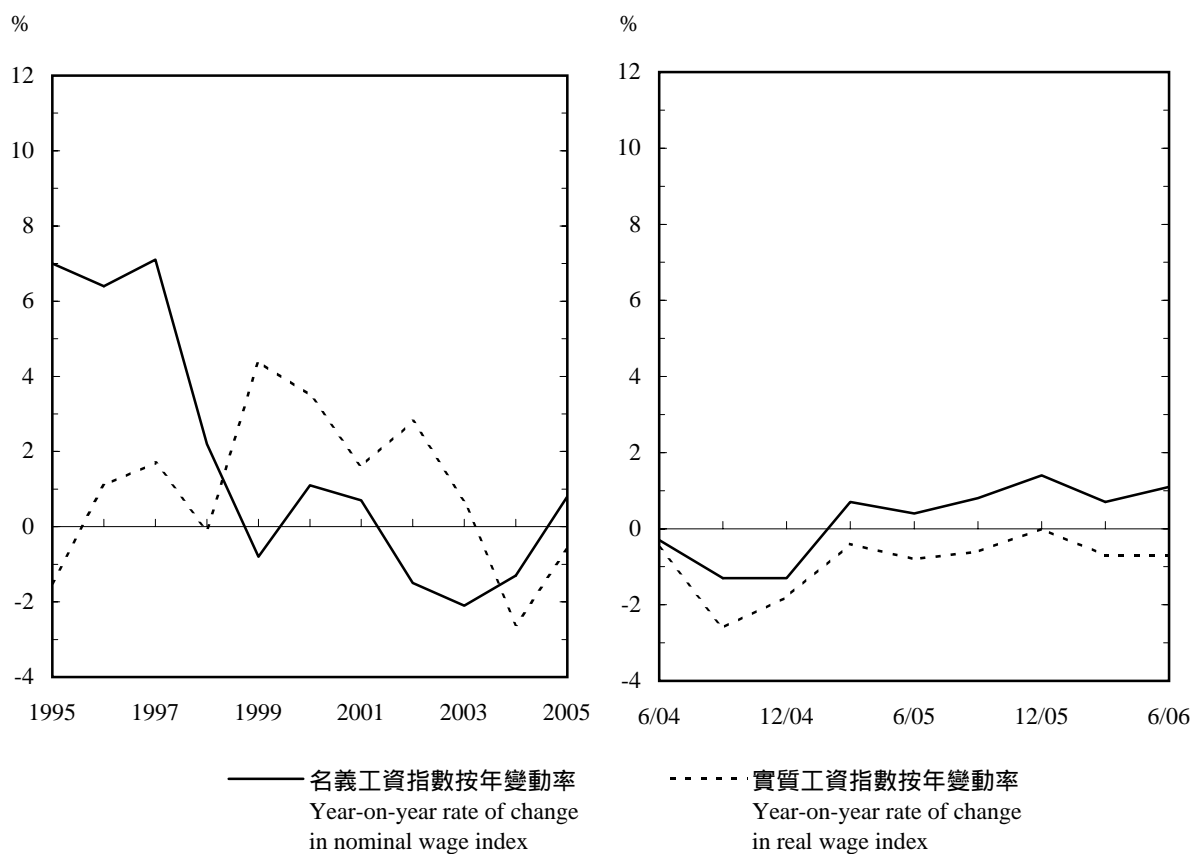 %
12
10
8
6
4
2
0
-2
-4
1995 1997 1999 2001 2003 2005
%
12
10
8
6
4
2
0
-2
-4
6/04 12/04 6/05 12/05 6/06
名義工資指數按年變動率
Year-on-year rate of change
in nominal wage index
實質工資指數按年變動率
Year-on-year rate of change
in real wage index